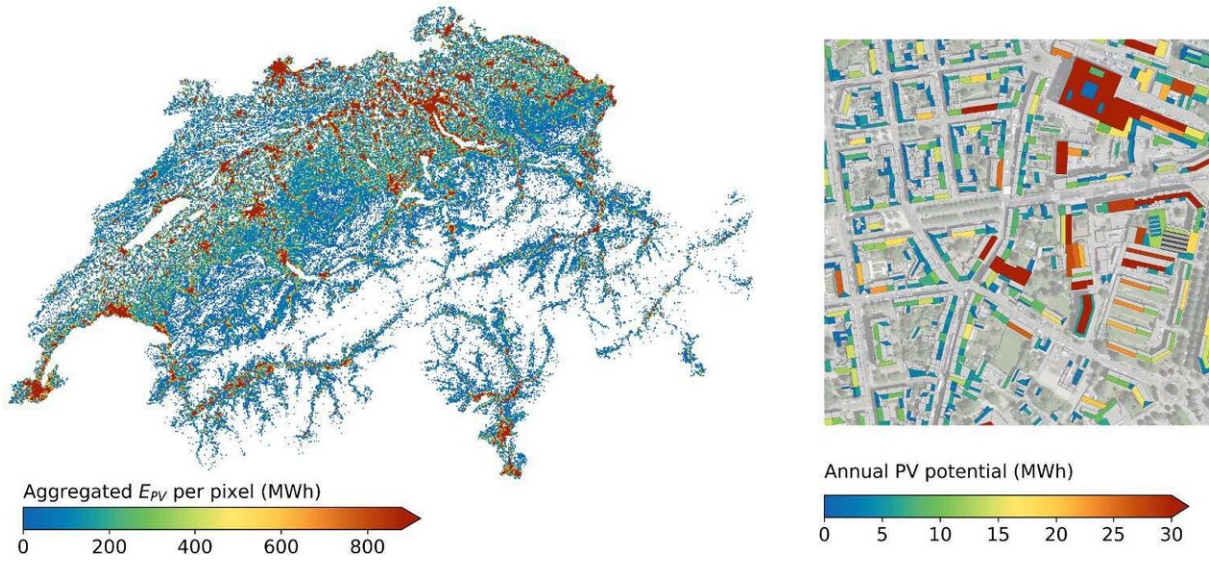 Aggregated E_PV per pixel (MWh)
0 200 400 600 800
Annual PV potential (MWh)
0 5 10 15 20 25 30